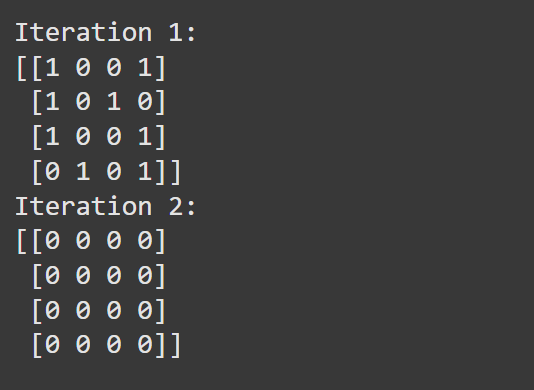 Iteration 1:
[[1 0 0 1]
 [1 0 1 0]
 [1 0 0 1]
 [0 1 0 1]]
Iteration 2:
[[0 0 0 0]
 [0 0 0 0]
 [0 0 0 0]
 [0 0 0 0]]